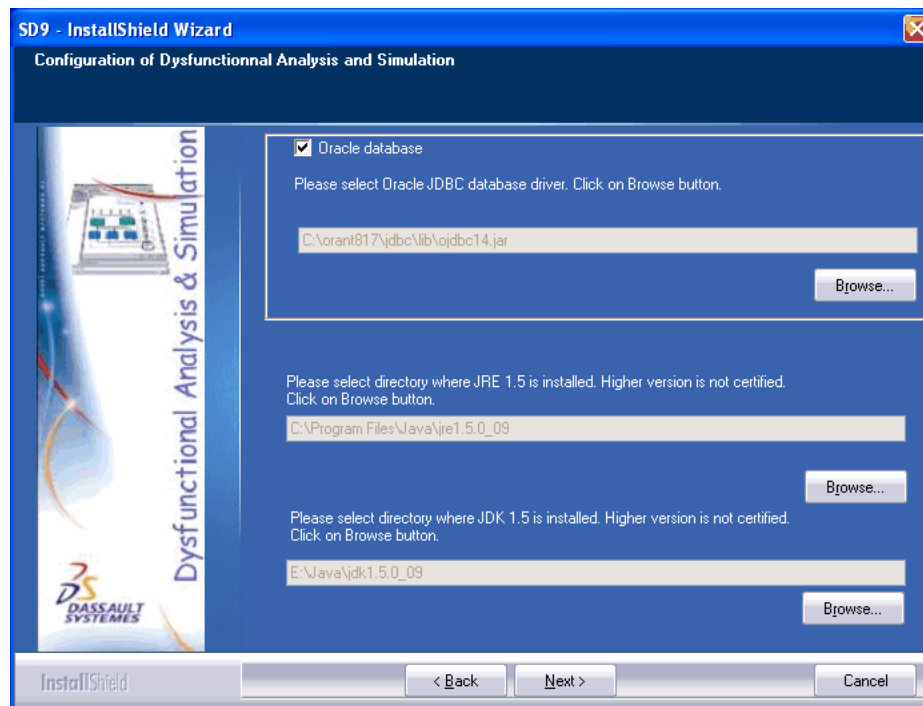 SD9 - InstallShield Wizard
Configuration of Dysfunctionnal Analysis and Simulation
Dysfunctional Analysis & Simulation
DASSAULT
SYSTEMES
Oracle database
Please select Oracle JDBC database driver. Click on Browse button.
C:\orant817\jdbc\lib\ojdbc14.jar
Browse...
Please select directory where JRE 1.5 is installed. Higher version is not certified.
Click on Browse button.
C:\Program Files\Java\jre1.5.0_09
Browse...
Please select directory where JDK 1.5 is installed. Higher version is not certified.
Click on Browse button.
E:\Java\jdk1.5.0_09
Browse...
InstallShield
< Back
Next >
Cancel